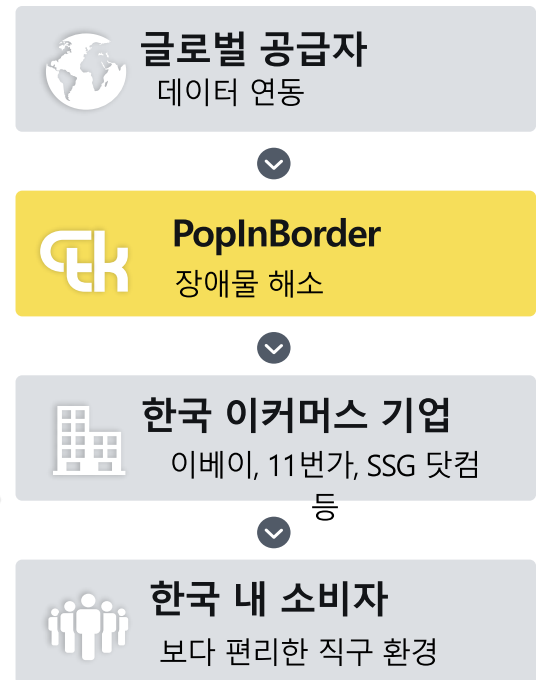 글로벌 공급자
데이터 연동
PopInBorder
장애물 해소
ctk
한국 이커머스 기업
이베이, 11번가, SSG 닷컴
등
한국 내 소비자
보다 편리한 직구 환경